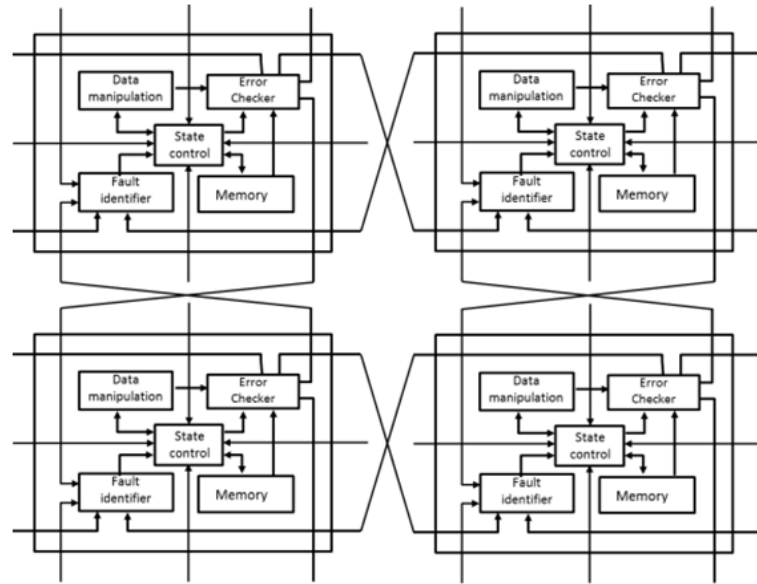 Data
manipulation
Error
Checker
State
control
Fault
identifier
Memory
Data
manipulation
Error
Checker
State
control
Fault
identifier
Memory
Data
manipulation
Error
Checker
State
control
Fault
identifier
Memory
Data
manipulation
Error
Checker
State
control
Fault
identifier
Memory